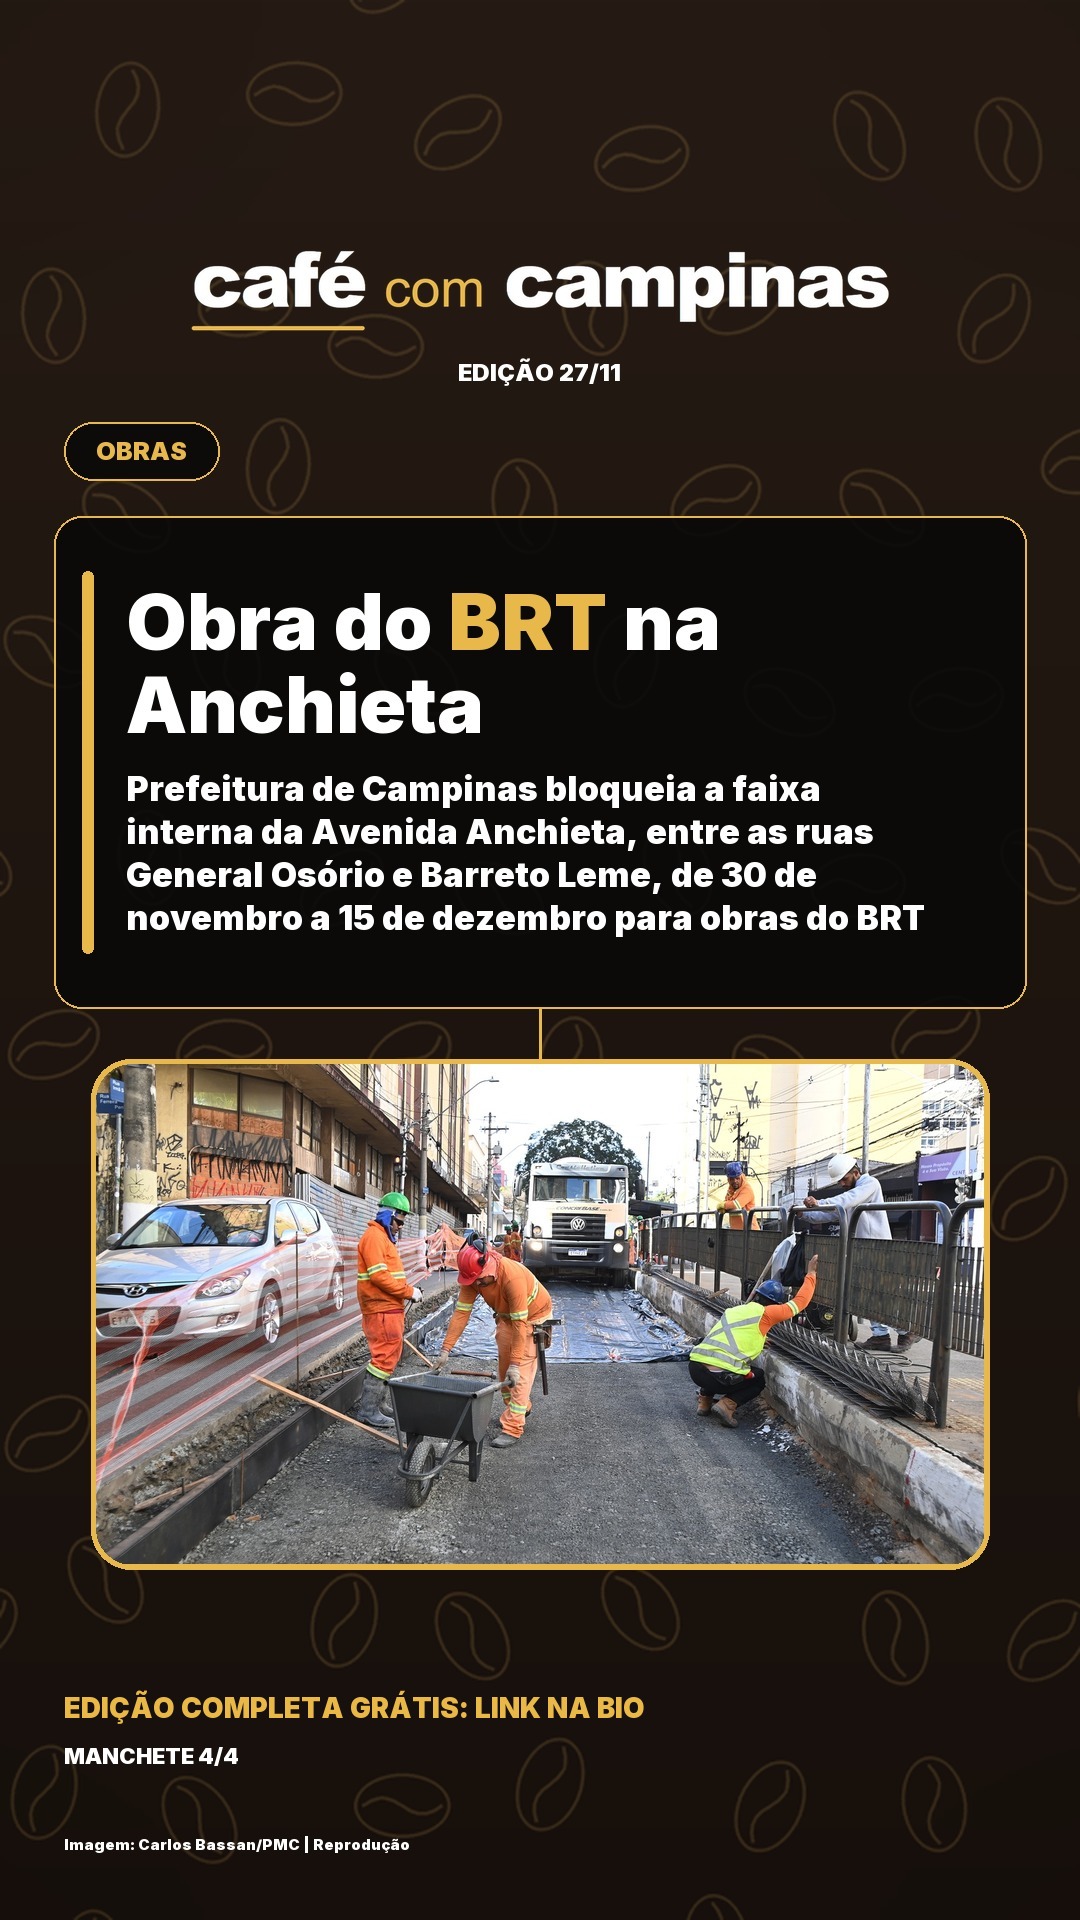 café com campinas
EDIÇÃO 27/11
OBRAS
Obra do BRT na
Anchieta
Prefeitura de Campinas bloqueia a faixa
interna da Avenida Anchieta, entre as ruas
General Osório e Barreto Leme, de 30 de
novembro a 15 de dezembro para obras do BRT
EDIÇÃO COMPLETA GRÁTIS: LINK NA BIO
MANCHETE 4/4
Imagem: Carlos Bassan/PMC | Reprodução